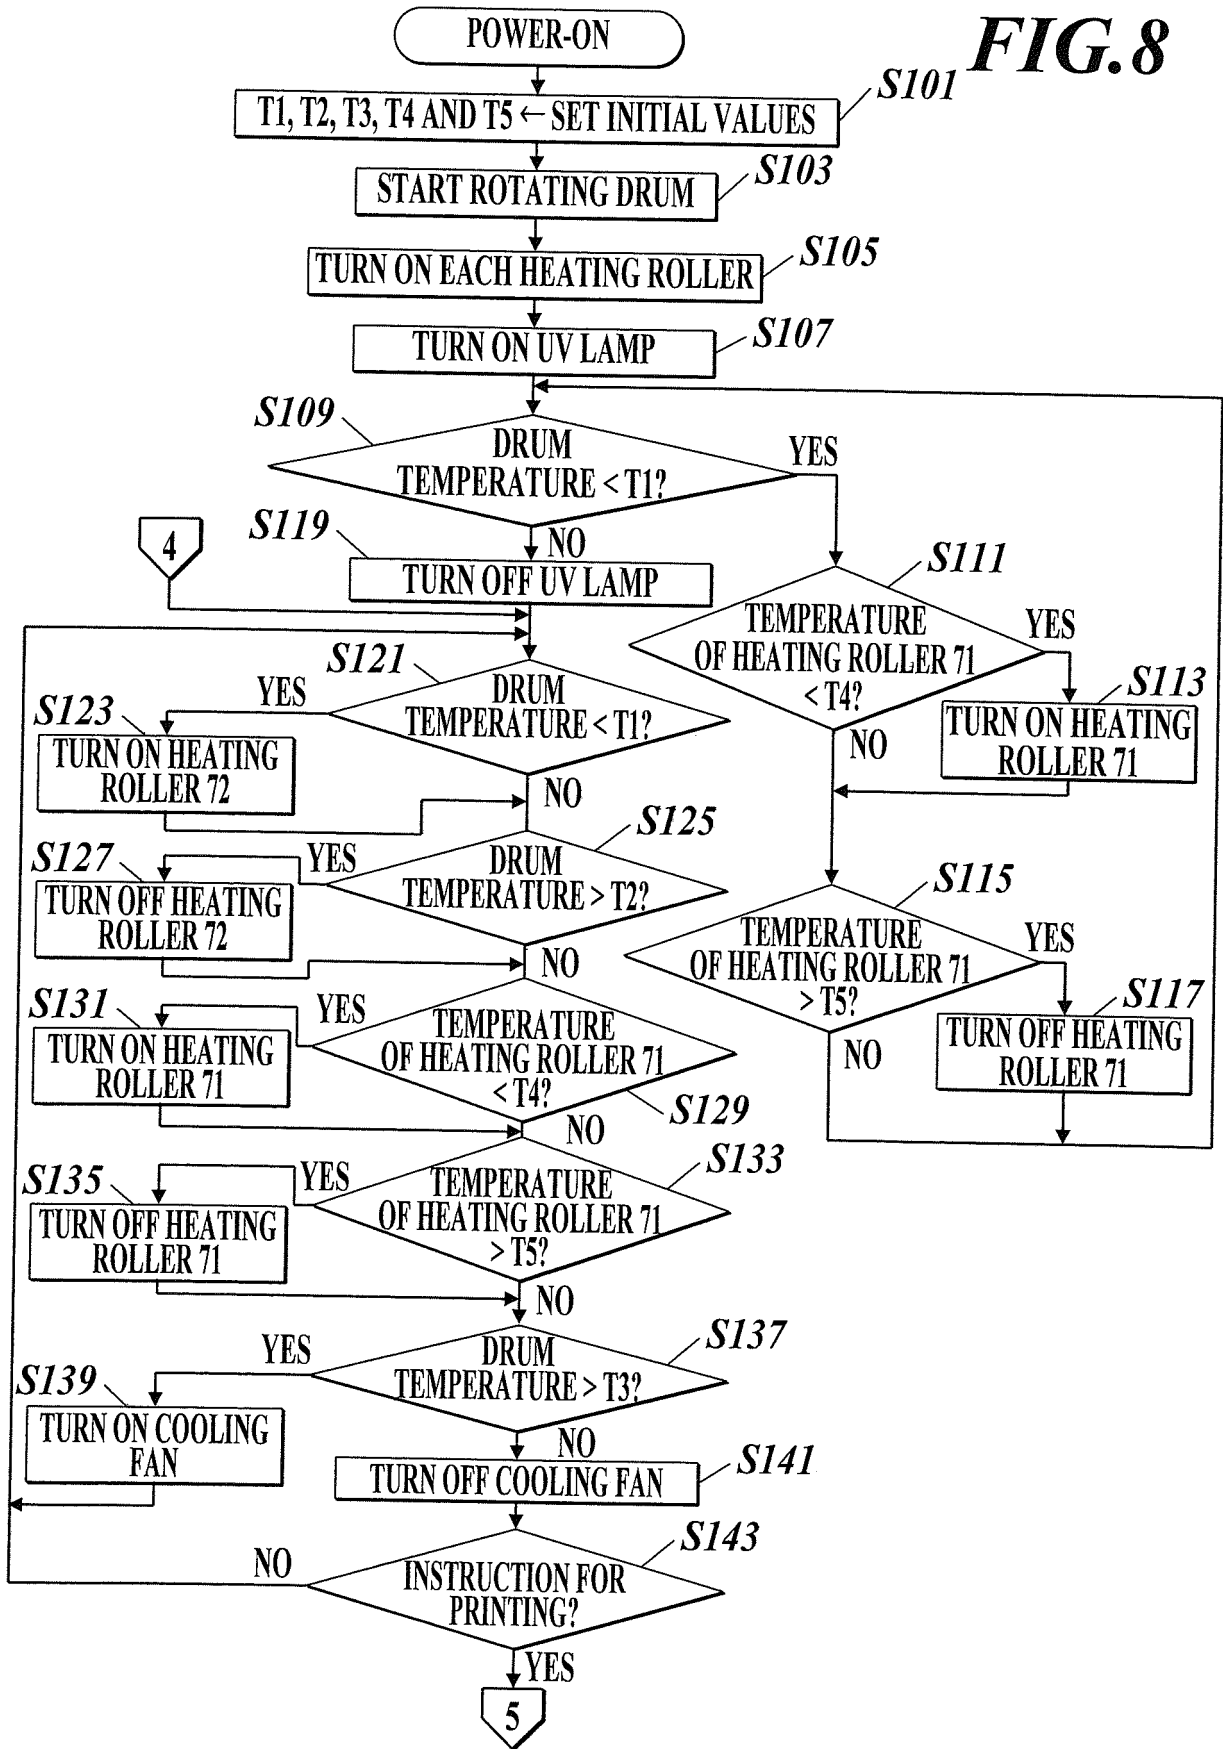 FIG.8
POWER-ON
S101
T1, T2, T3, T4 AND T5 ← SET INITIAL VALUES
S103
START ROTATING DRUM
S105
TURN ON EACH HEATING ROLLER
S107
TURN ON UV LAMP
S109
DRUM
TEMPERATURE < T1?
YES
NO
4
S119
TURN OFF UV LAMP
S111
TEMPERATURE
OF HEATING ROLLER 71
< T4?
YES
NO
S113
TURN ON HEATING
ROLLER 71
S115
TEMPERATURE
OF HEATING ROLLER 71
> T5?
YES
NO
S117
TURN OFF HEATING
ROLLER 71
S121
DRUM
TEMPERATURE < T1?
YES
NO
S123
TURN ON HEATING
ROLLER 72
S125
DRUM
TEMPERATURE > T2?
YES
NO
S127
TURN OFF HEATING
ROLLER 72
S129
TEMPERATURE
OF HEATING ROLLER 71
< T4?
YES
NO
S131
TURN ON HEATING
ROLLER 71
S133
TEMPERATURE
OF HEATING ROLLER 71
> T5?
YES
NO
S135
TURN OFF HEATING
ROLLER 71
S137
DRUM
TEMPERATURE > T3?
YES
NO
S139
TURN ON COOLING
FAN
S141
TURN OFF COOLING FAN
S143
INSTRUCTION FOR
PRINTING?
NO
YES
5